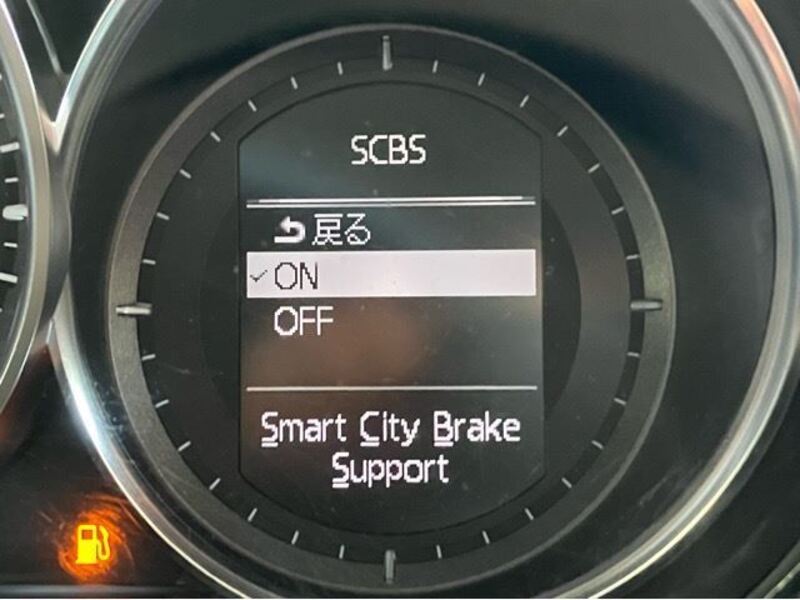 SCBS
戻る
ON
OFF
Smart City Brake
Support